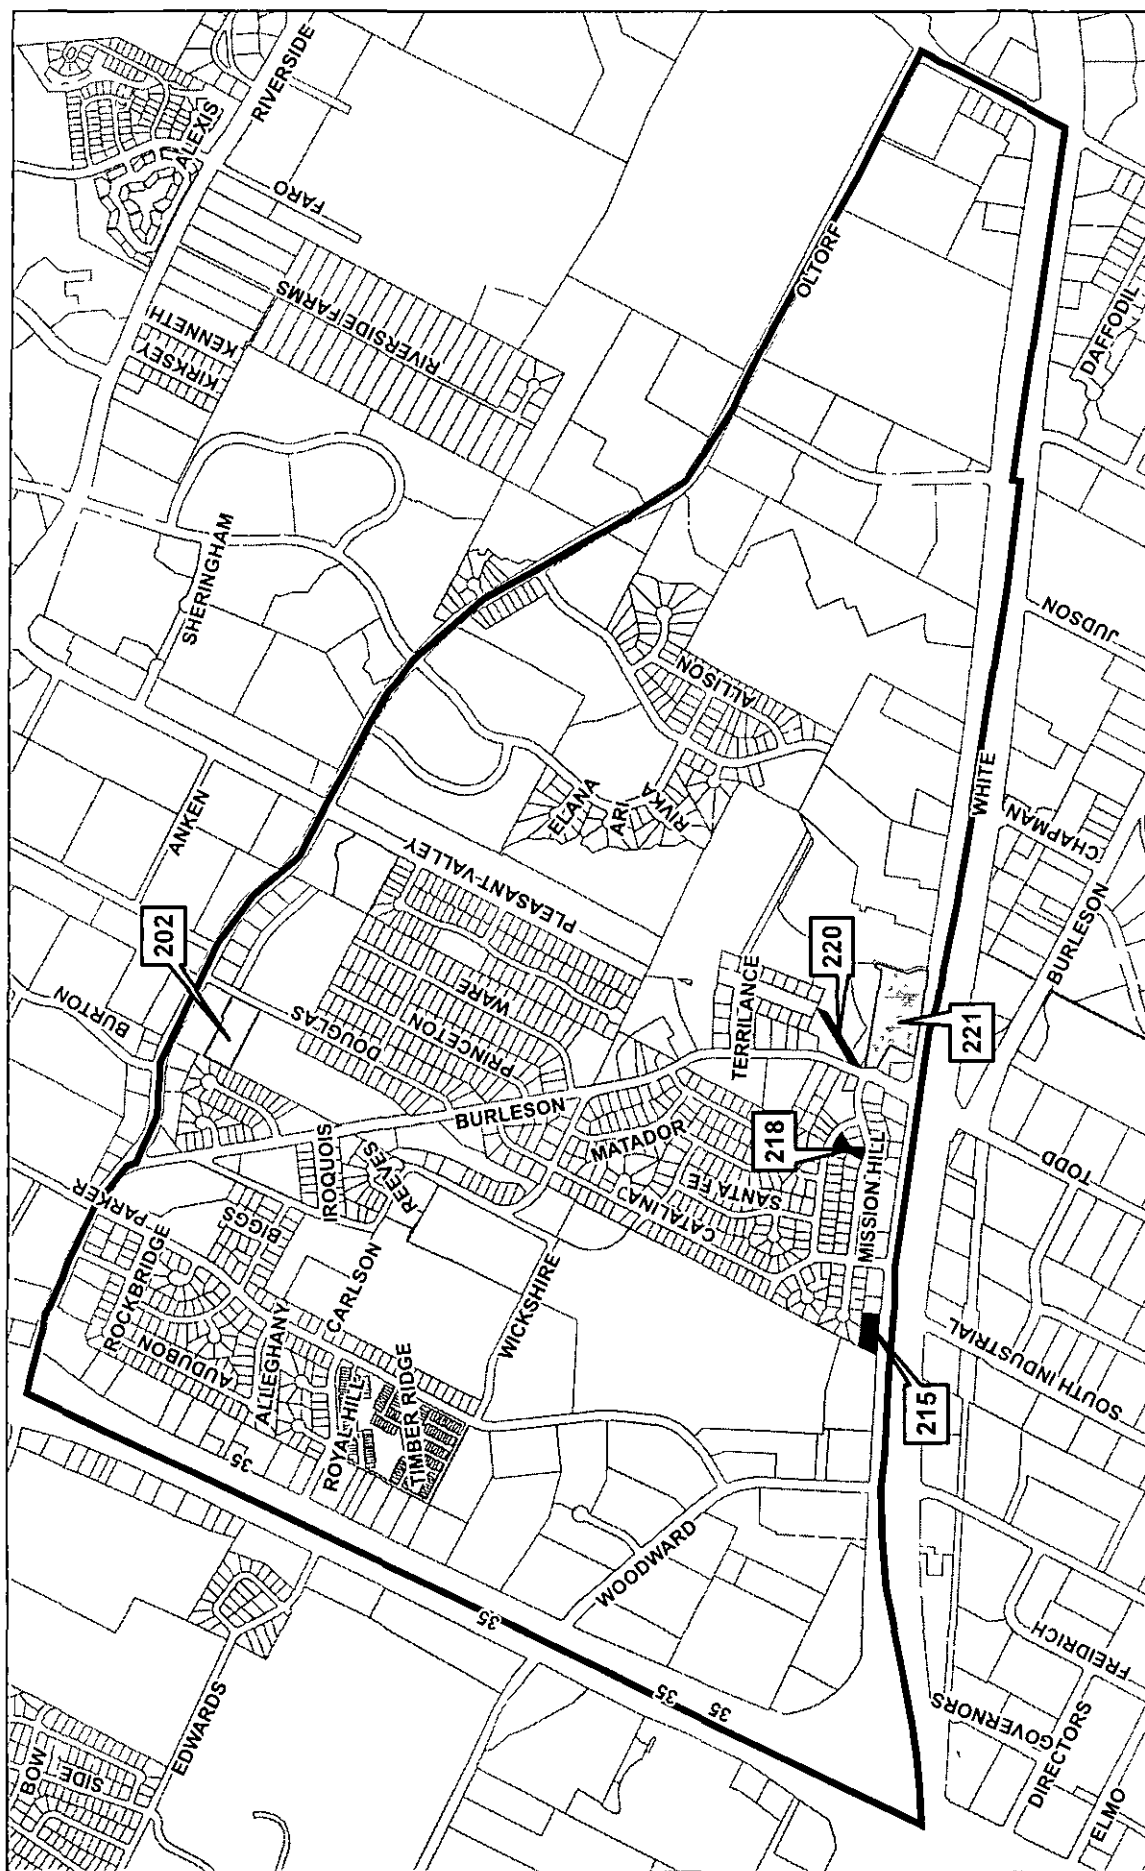 ALEXIS
RIVERSIDE
FARO
RIVERSIDE FARMS
KENNETH
KIRKSEY
OLTORF
DAFFODIL
SHERINGHAM
JUDSON
ALLISON
ANKEN
ELANA
ARI
RIVKA
WHITE
CHAPMAN
PLEASANT VALLEY
202
BURTON
WARE
PRINCETON
DOUGLAS
TERRILANCE
220
221
BURLESON
BURLESON
IROQUOIS
REEVES
MATADOR
218
SANTA FE
CATALINA
MISSION HILL
TODD
PARKER
ROCKBRIDGE
BIGGS
AUDUBON
ALLEGHANY
CARLSON
WICKSHIRE
ROYAL HILL
TIMBER RIDGE
215
SOUTH INDUSTRIAL
35
WOODWARD
35
35
35
FREIDRICH
GOVERNORS
DIRECTORS
TELMO
EDWARDS
BOW
SIDE